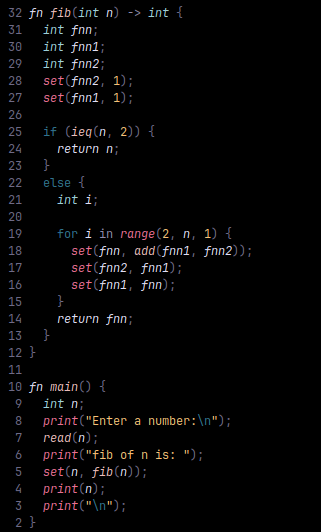 32 fn fib(int n) -> int {
31   int fnn;
30   int fnn1;
29   int fnn2;
28   set(fnn2, 1);
27   set(fnn1, 1);
26
25   if (ieq(n, 2)) {
24     return n;
23   }
22   else {
21     int i;
20
19     for i in range(2, n, 1) {
18       set(fnn, add(fnn1, fnn2));
17       set(fnn2, fnn1);
16       set(fnn1, fnn);
15     }
14     return fnn;
13   }
12 }
11
10 fn main() {
 9   int n;
 8   print("Enter a number:\n");
 7   read(n);
 6   print("fib of n is: ");
 5   set(n, fib(n));
 4   print(n);
 3   print("\n");
 2 }